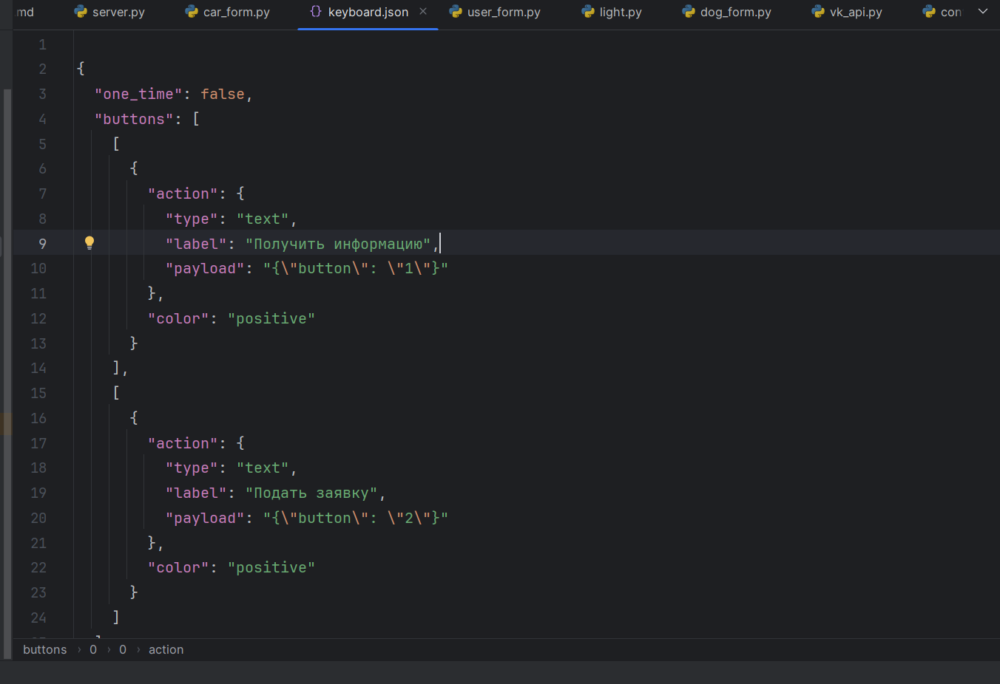 .md server.py car_form.py {} keyboard.json × user_form.py light.py dog_form.py vk_api.py con
1
2 {
3 "one_time": false,
4 "buttons": [
5 [
6 {
7 "action": {
8 "type": "text",
9 "label": "Получить информацию",
10 "payload": "{\"button\": \"1\"}"
11 },
12 "color": "positive"
13 }
14 ],
15 [
16 {
17 "action": {
18 "type": "text",
19 "label": "Подать заявку",
20 "payload": "{\"button\": \"2\"}"
21 },
22 "color": "positive"
23 }
24 ]
buttons › 0 › 0 › action